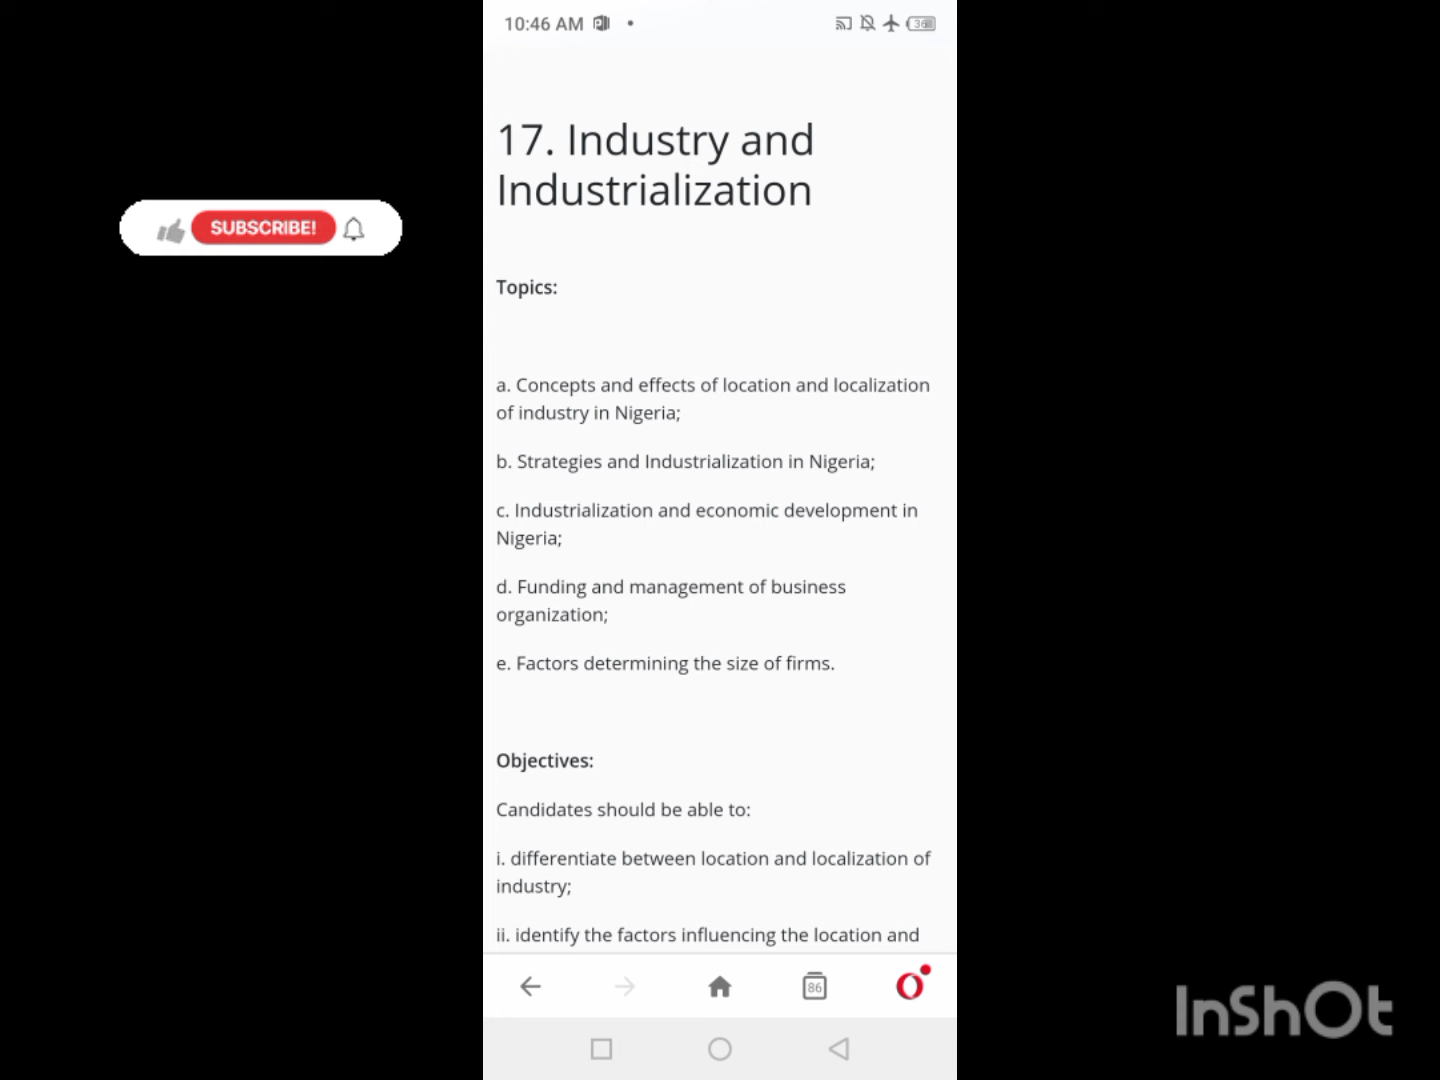 10:46 AM
36
17. Industry and
Industrialization
SUBSCRIBE!
Topics:
a. Concepts and effects of location and localization
of industry in Nigeria;
b. Strategies and Industrialization in Nigeria;
c. Industrialization and economic development in
Nigeria;
d. Funding and management of business
organization;
e. Factors determining the size of firms.
Objectives:
Candidates should be able to:
i. differentiate between location and localization of
industry;
ii. identify the factors influencing the location and
86
InShOt